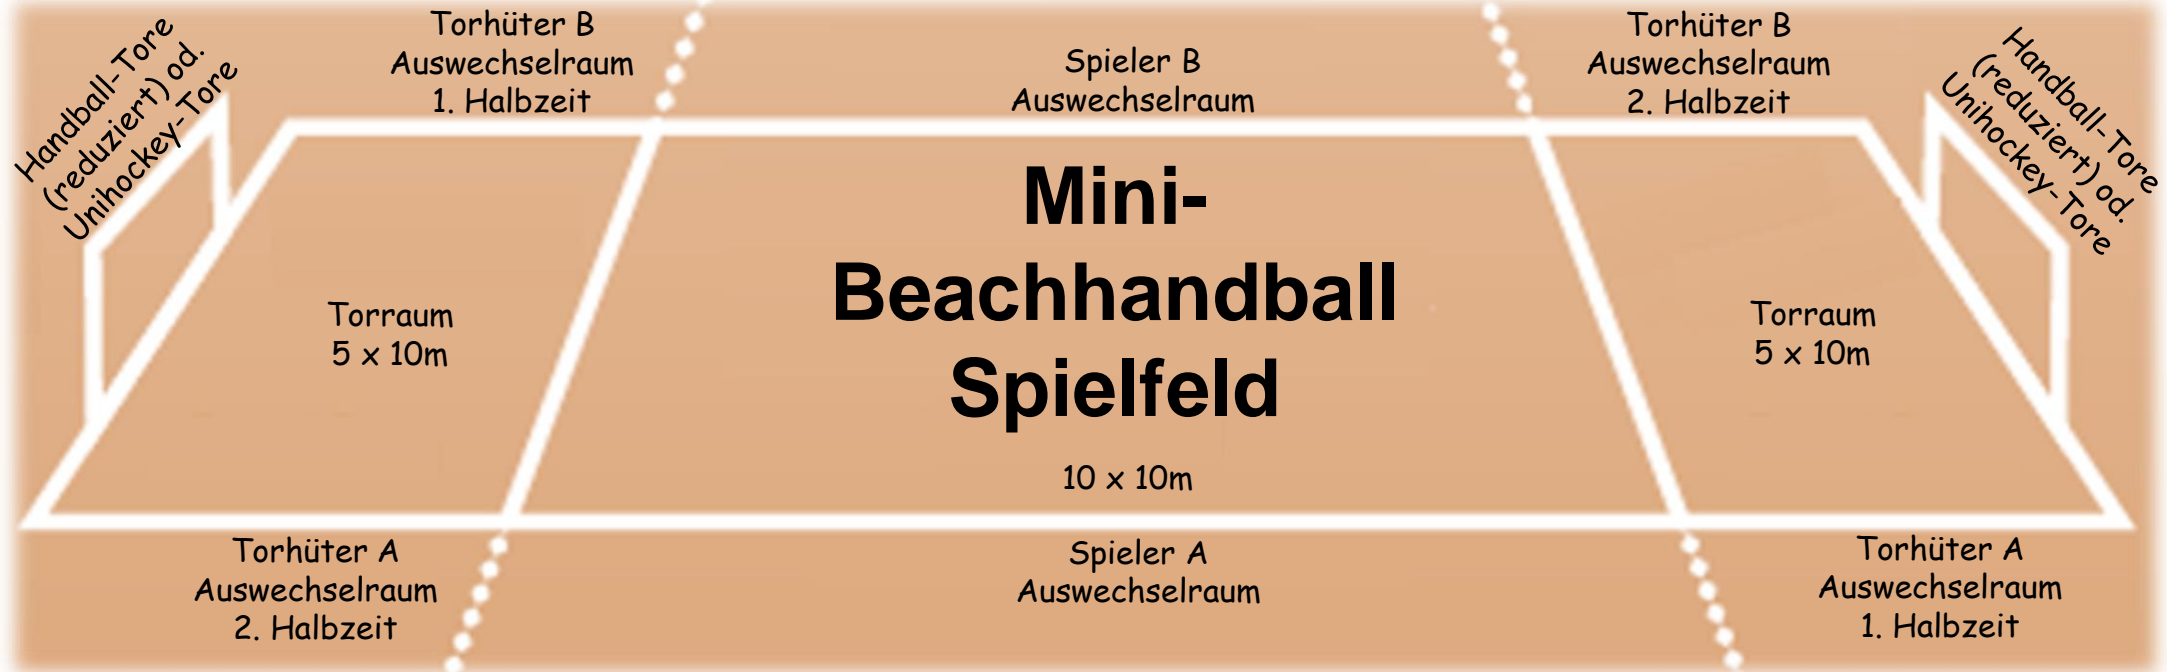 Handball-Tore
(reduziert) od.
Unihockey-Tore
Torhüter B
Auswechselraum
1. Halbzeit
Spieler B
Auswechselraum
Torhüter B
Auswechselraum
2. Halbzeit
Handball-Tore
(reduziert) od.
Unihockey-Tore
Mini-
Beachhandball
Spielfeld
10 x 10m
Torraum
5 x 10m
Torraum
5 x 10m
Torhüter A
Auswechselraum
2. Halbzeit
Spieler A
Auswechselraum
Torhüter A
Auswechselraum
1. Halbzeit